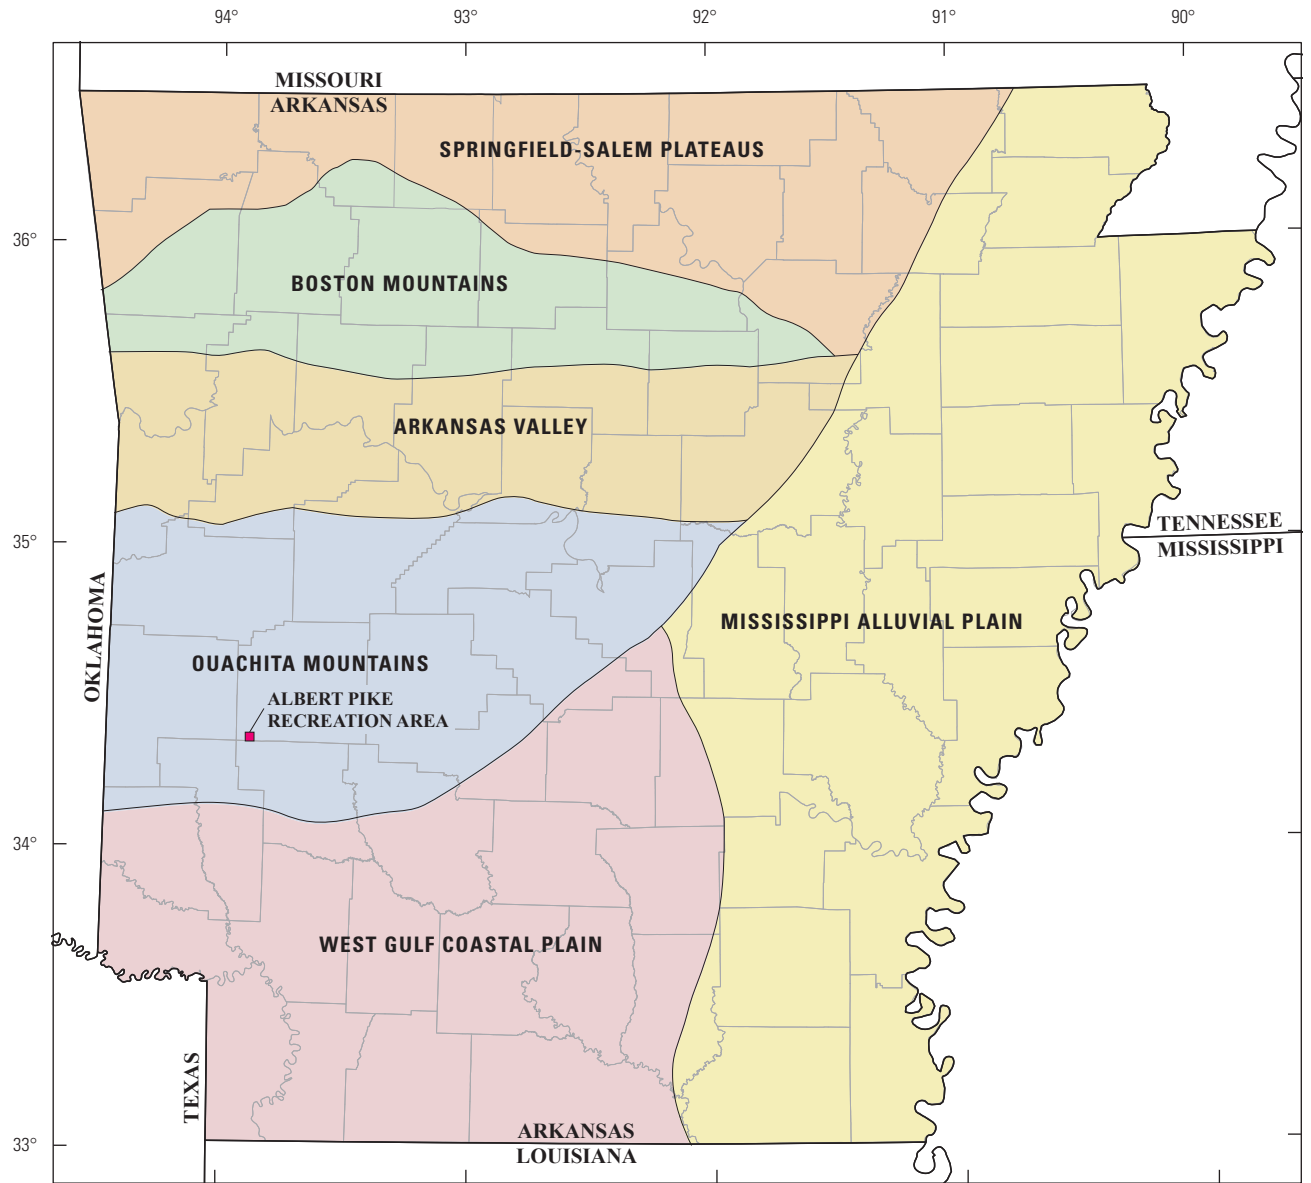 94°
93°
92°
91°
90°
MISSOURI
ARKANSAS
SPRINGFIELD-SALEM PLATEAUS
36°
BOSTON MOUNTAINS
ARKANSAS VALLEY
35°
TENNESSEE
MISSISSIPPI
OKLAHOMA
MISSISSIPPI ALLUVIAL PLAIN
OUACHITA MOUNTAINS
ALBERT PIKE
RECREATION AREA
34°
WEST GULF COASTAL PLAIN
TEXAS
33°
ARKANSAS
LOUISIANA